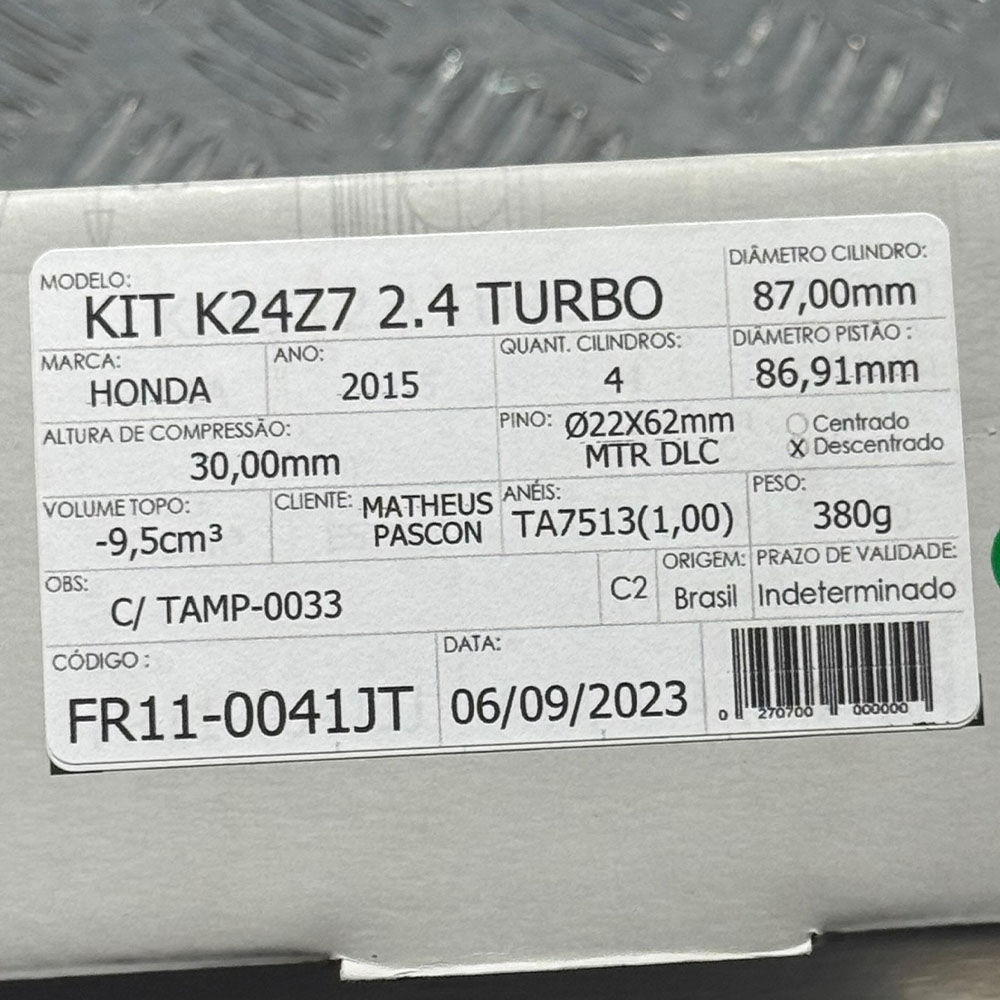 MODELO:
KIT K24Z7 2.4 TURBO
DIÂMETRO CILINDRO:
87,00mm
MARCA:
HONDA
ANO:
2015
QUANT. CILINDROS:
4
DIÂMETRO PISTÃO :
86,91mm
ALTURA DE COMPRESSÃO:
30,00mm
PINO: Ø22X62mm
MTR DLC
Centrado
X Descentrado
VOLUME TOPO:
-9,5cm³
CLIENTE: MATHEUS
PASCON
ANÉIS:
TA7513(1,00)
PESO:
380g
OBS:
C/ TAMP-0033
C2
ORIGEM:
Brasil
PRAZO DE VALIDADE:
Indeterminado
CÓDIGO :
FR11-0041JT
DATA:
06/09/2023
0 270700 000000